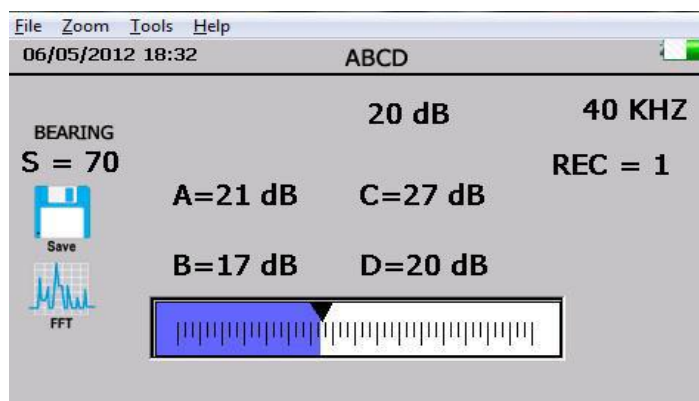 File Zoom Tools Help
06/05/2012 18:32 ABCD
20 dB 40 KHZ
BEARING
S = 70 REC = 1
A=21 dB C=27 dB
Save
B=17 dB D=20 dB
FFT